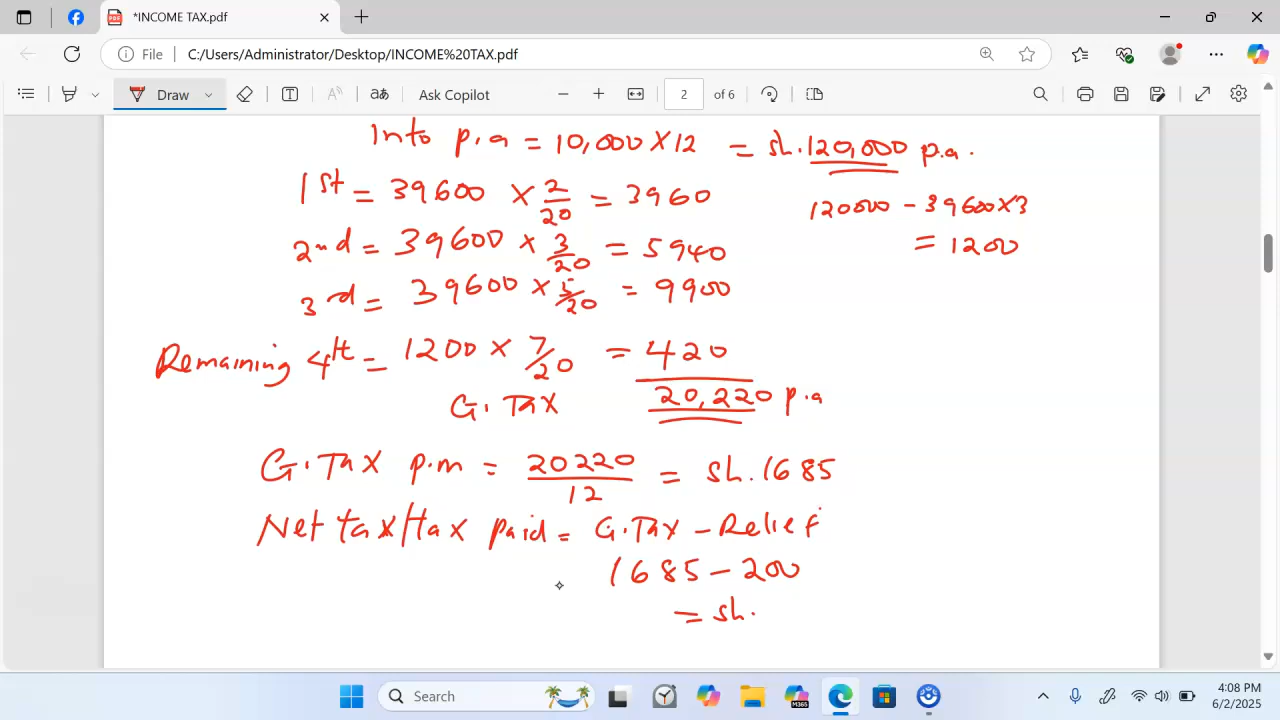 *INCOME TAX.pdf
File C:/Users/Administrator/Desktop/INCOME%20TAX.pdf
Draw Ask Copilot 2 of 6
Into p.a = 10,000 X 12 = Sh.120,000 p.a.
1st = 39600 × 2/20 = 3960
120000 - 39600 X 3
= 1200
2nd = 39600 × 3/20 = 5940
3rd = 39600 × 5/20 = 9900
Remaining 4th = 1200 × 7/20 = 420
G. Tax 20,220 p.a
G. Tax p.m = 20220/12 = Sh.1685
Net tax/tax paid = G.Tax - Relief
1685 - 200
= Sh.
Search
4:08 PM
6/2/2025